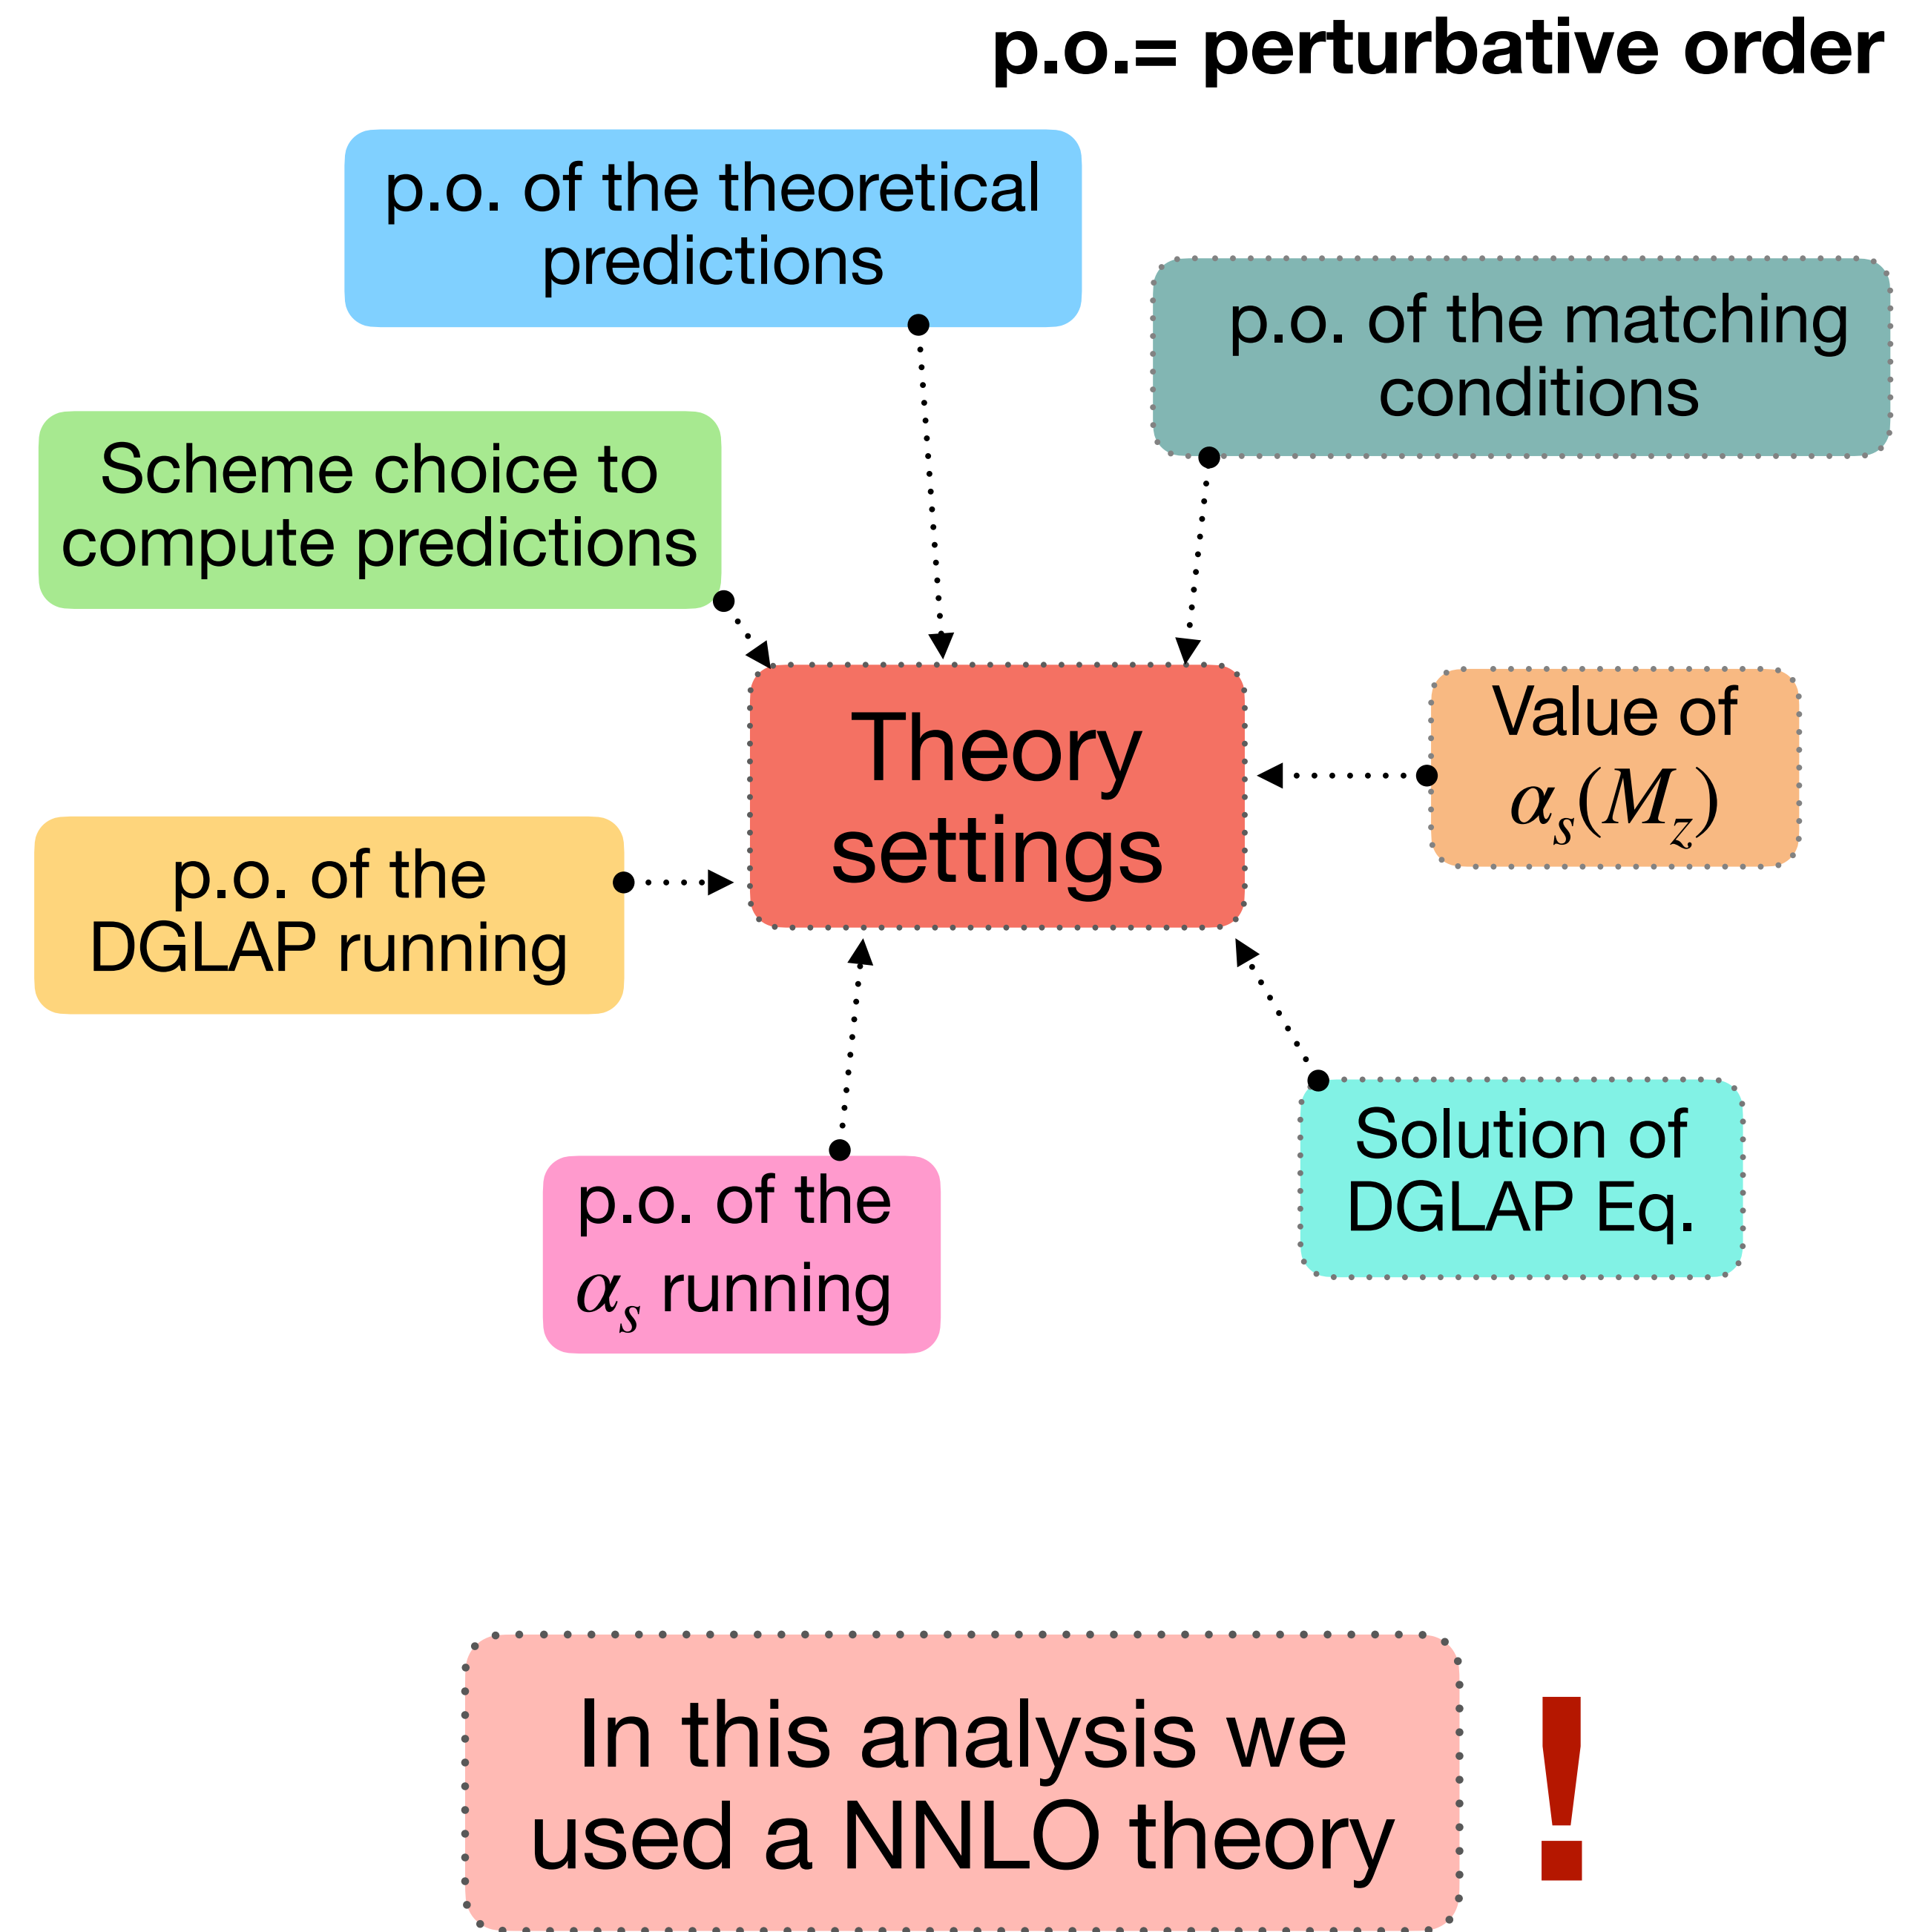 p.o.= perturbative order
p.o. of the theoretical
predictions
p.o. of the matching
conditions
Scheme choice to
compute predictions
Theory
settings
Value of
αs(Mz)
p.o. of the
DGLAP running
Solution of
DGLAP Eq.
p.o. of the
αs running
In this analysis we
used a NNLO theory
!